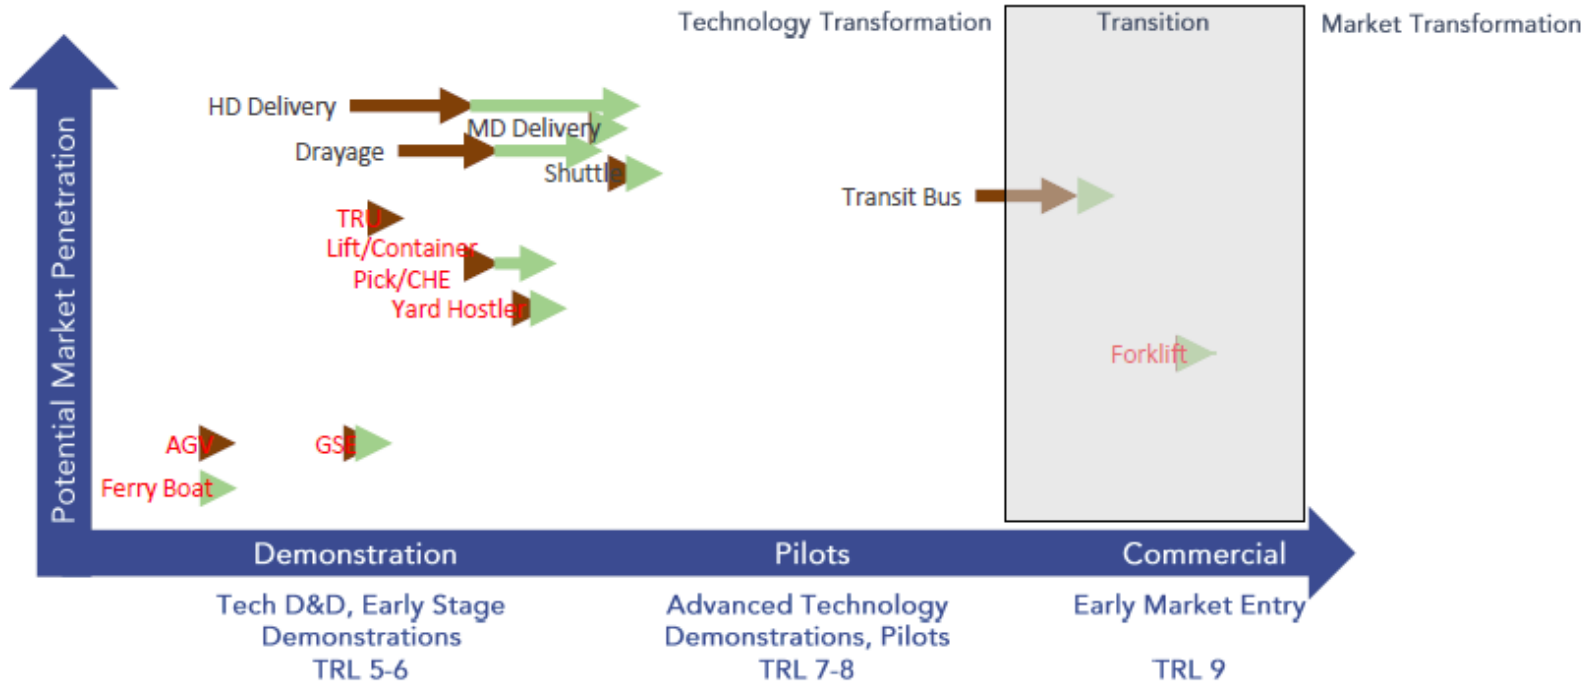 Technology Transformation
Transition
Market Transformation
Potential Market Penetration
HD Delivery
MD Delivery
Drayage
Shuttle
Transit Bus
TRU
Lift/Container
Pick/CHE
Yard Hostler
Forklift
AGV
GSE
Ferry Boat
Demonstration
Pilots
Commercial
Tech D&D, Early Stage
Demonstrations
TRL 5-6
Advanced Technology
Demonstrations, Pilots
TRL 7-8
Early Market Entry
TRL 9